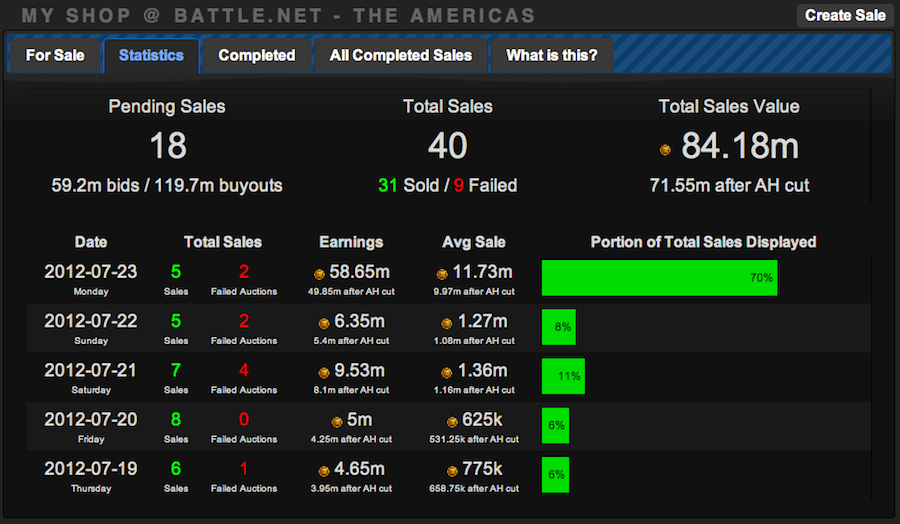 MY SHOP @ BATTLE.NET - THE AMERICAS
Create Sale
For Sale Statistics Completed All Completed Sales What is this?
Pending Sales Total Sales Total Sales Value
18 40 84.18m
59.2m bids / 119.7m buyouts 31 Sold / 9 Failed 71.55m after AH cut
Date Total Sales Earnings Avg Sale Portion of Total Sales Displayed
2012-07-23 5 2 58.65m 11.73m 70%
Monday Sales Failed Auctions 49.85m after AH cut 9.97m after AH cut
2012-07-22 5 2 6.35m 1.27m 8%
Sunday Sales Failed Auctions 5.4m after AH cut 1.08m after AH cut
2012-07-21 7 4 9.53m 1.36m 11%
Saturday Sales Failed Auctions 8.1m after AH cut 1.16m after AH cut
2012-07-20 8 0 5m 625k 6%
Friday Sales Failed Auctions 4.25m after AH cut 531.25k after AH cut
2012-07-19 6 1 4.65m 775k 6%
Thursday Sales Failed Auctions 3.95m after AH cut 658.75k after AH cut